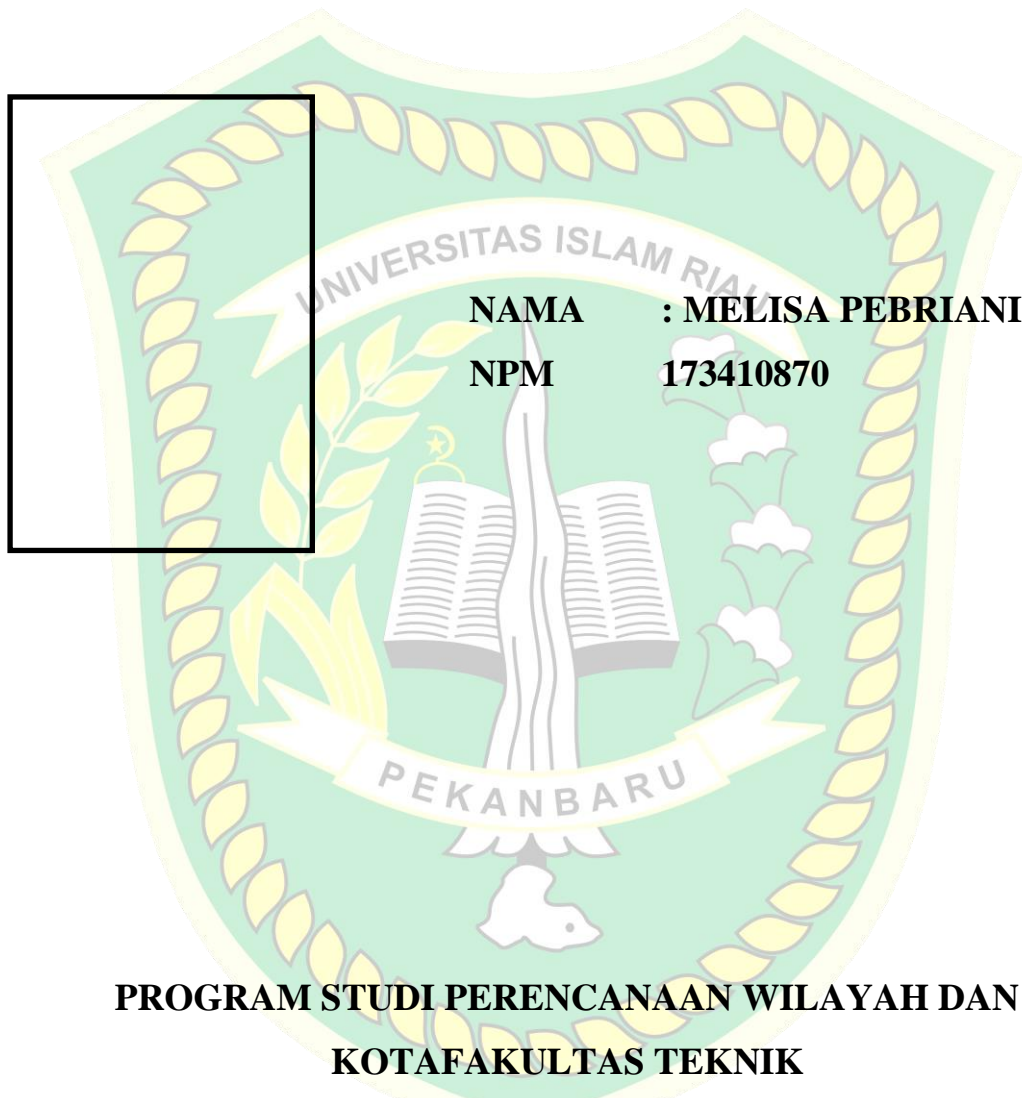 UNIVERSITAS ISLAM RIAU
NAMA : MELISA PEBRIANI
NPM 173410870
PEKANBARU
PROGRAM STUDI PERENCANAAN WILAYAH DAN
KOTAFAKULTAS TEKNIK